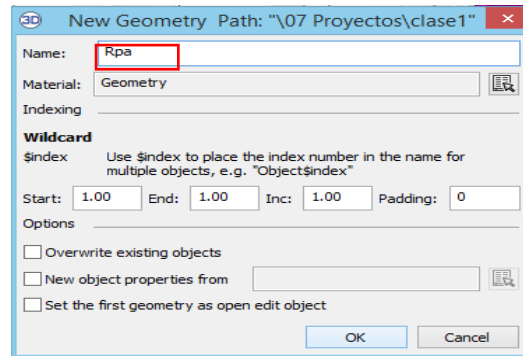 3D New Geometry Path: "\07 Proyectos\clase1"
Name: Rpa
Material: Geometry
Indexing
Wildcard
$index Use $index to place the index number in the name for
multiple objects, e.g. "Object$index"
Start: 1.00 End: 1.00 Inc: 1.00 Padding: 0
Options
Overwrite existing objects
New object properties from
Set the first geometry as open edit object
OK Cancel